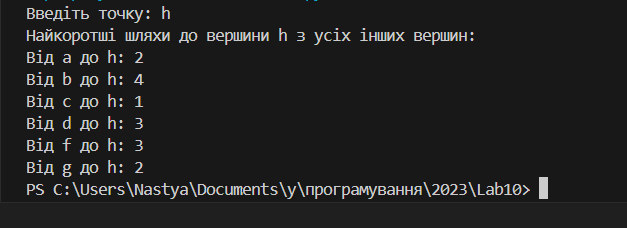 Введіть точку: h
Найкоротші шляхи до вершини h з усіх інших вершин:
Від a до h: 2
Від b до h: 4
Від c до h: 1
Від d до h: 3
Від f до h: 3
Від g до h: 2
PS C:\Users\Nastya\Documents\у\програмування\2023\Lab10>